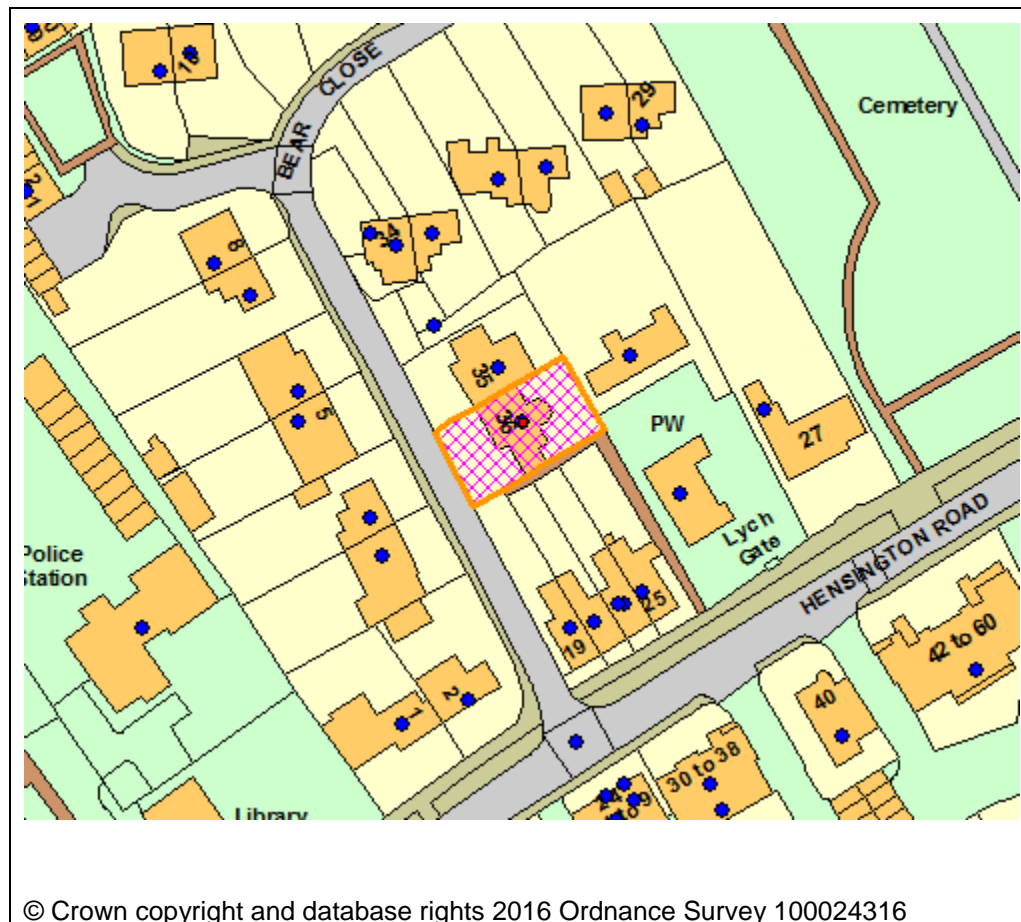 18
BEAR CLOSE
29
Cemetery
21
34
8
35
5
36
PW
27
Lych
Gate
HENSINGTON ROAD
Police
Station
25
19
42 to 60
2
1
40
30 to 38
24
Library
© Crown copyright and database rights 2016 Ordnance Survey 100024316